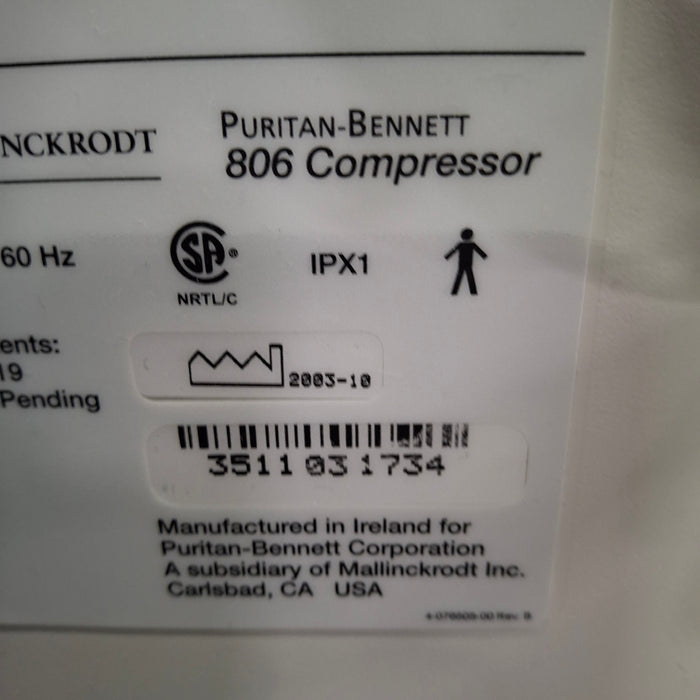 NCKRODT
PURITAN-BENNETT
806 Compressor
60 Hz
SA®
NRTL/C
IPX1
ents:
19
Pending
2003-10
3511031734
Manufactured in Ireland for
Puritan-Bennett Corporation
A subsidiary of Mallinckrodt Inc.
Carlsbad, CA USA